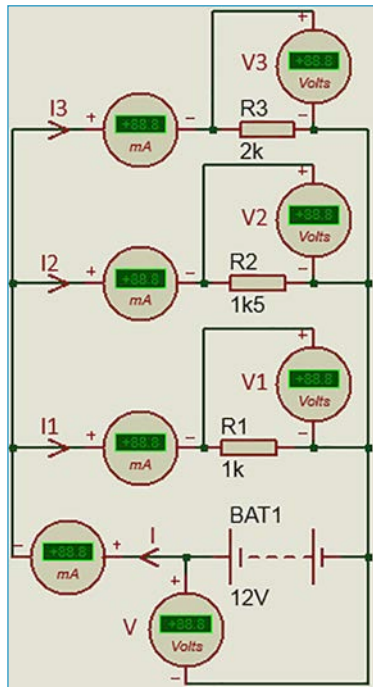 V3
+88.8
Volts
I3
+88.8
mA
R3
2k
V2
+88.8
Volts
I2
+88.8
mA
R2
1k5
V1
+88.8
Volts
I1
+88.8
mA
R1
1k
BAT1
12V
I
+88.8
mA
V
+88.8
Volts